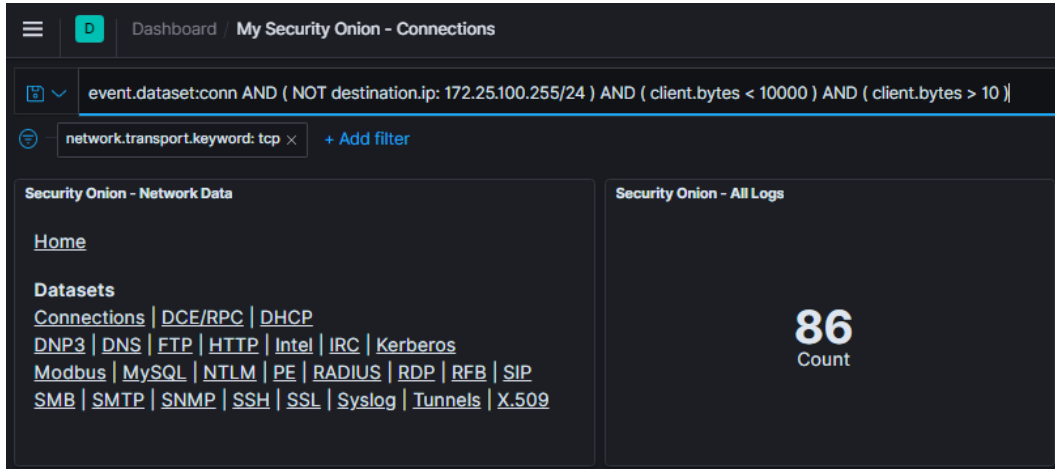 D Dashboard / My Security Onion - Connections
event.dataset:conn AND ( NOT destination.ip: 172.25.100.255/24 ) AND ( client.bytes < 10000 ) AND ( client.bytes > 10 )
network.transport.keyword: tcp × + Add filter
Security Onion - Network Data
Home
Datasets
Connections | DCE/RPC | DHCP
DNP3 | DNS | FTP | HTTP | Intel | IRC | Kerberos
Modbus | MySQL | NTLM | PE | RADIUS | RDP | RFB | SIP
SMB | SMTP | SNMP | SSH | SSL | Syslog | Tunnels | X.509
Security Onion - All Logs
86
Count